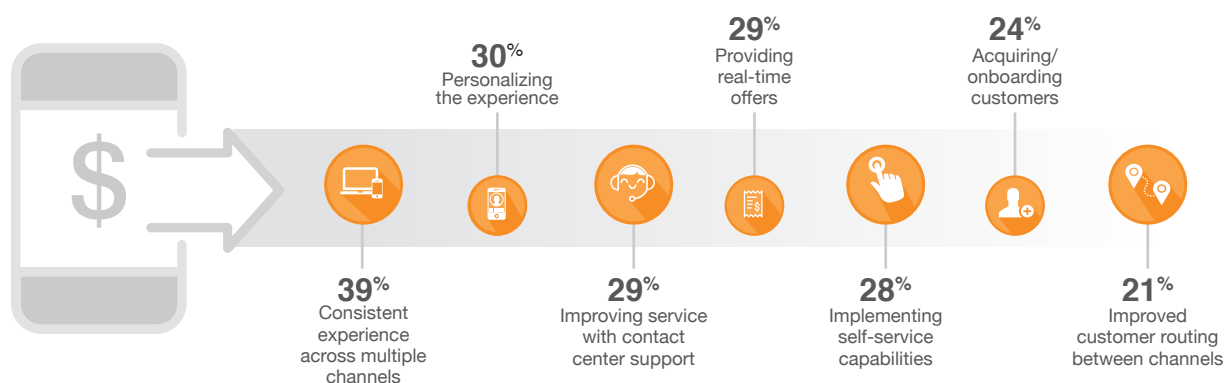 $
39%
Consistent
experience
across multiple
channels
30%
Personalizing
the experience
29%
Improving service
with contact
center support
29%
Providing
real-time
offers
28%
Implementing
self-service
capabilities
24%
Acquiring/
onboarding
customers
21%
Improved
customer routing
between channels